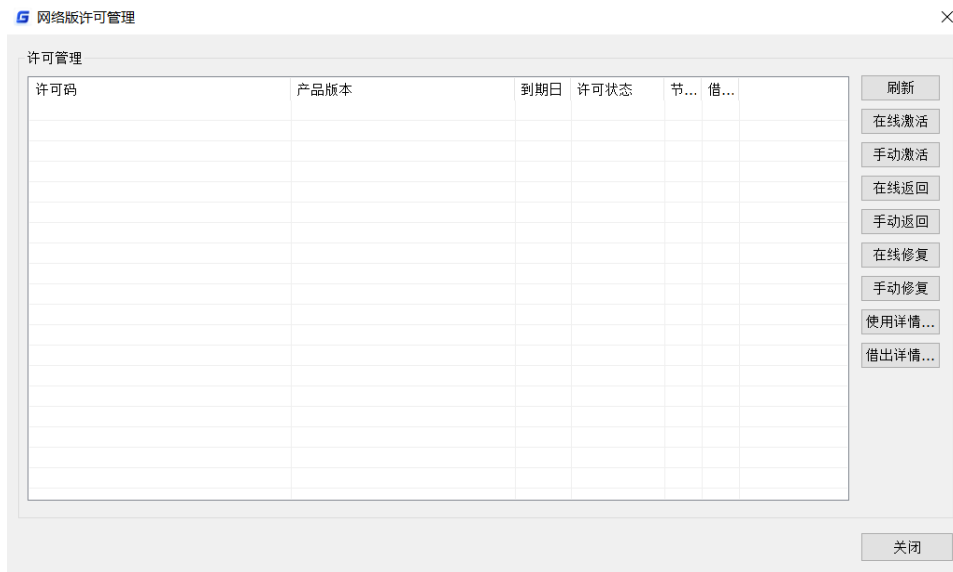 网络版许可管理
许可管理
许可码 产品版本 到期日 许可状态 节... 借...
刷新
在线激活
手动激活
在线返回
手动返回
在线修复
手动修复
使用详情...
借出详情...
关闭